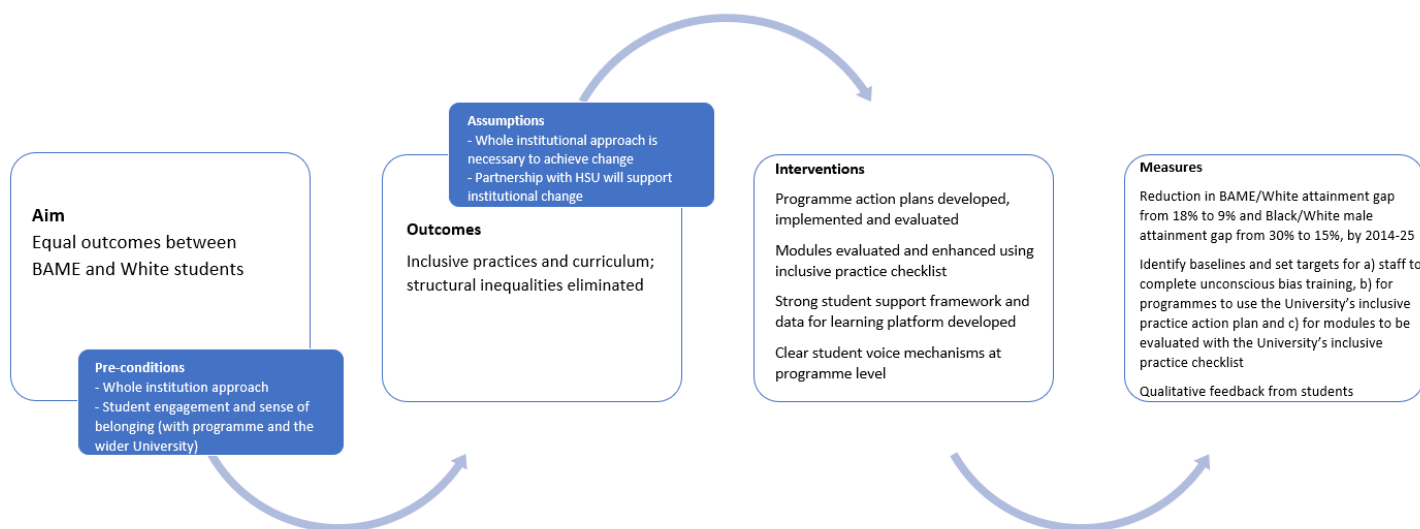 Aim
Equal outcomes between
BAME and White students
Pre-conditions
- Whole institution approach
- Student engagement and sense of
belonging (with programme and the
wider University)
Assumptions
- Whole institutional approach is
necessary to achieve change
- Partnership with HSU will support
institutional change
Outcomes
Inclusive practices and curriculum;
structural inequalities eliminated
Interventions
Programme action plans developed,
implemented and evaluated
Modules evaluated and enhanced using
inclusive practice checklist
Strong student support framework and
data for learning platform developed
Clear student voice mechanisms at
programme level
Measures
Reduction in BAME/White attainment gap
from 18% to 9% and Black/White male
attainment gap from 30% to 15%, by 2014-25
Identify baselines and set targets for a) staff to
complete unconscious bias training, b) for
programmes to use the University’s inclusive
practice action plan and c) for modules to be
evaluated with the University’s inclusive
practice checklist
Qualitative feedback from students